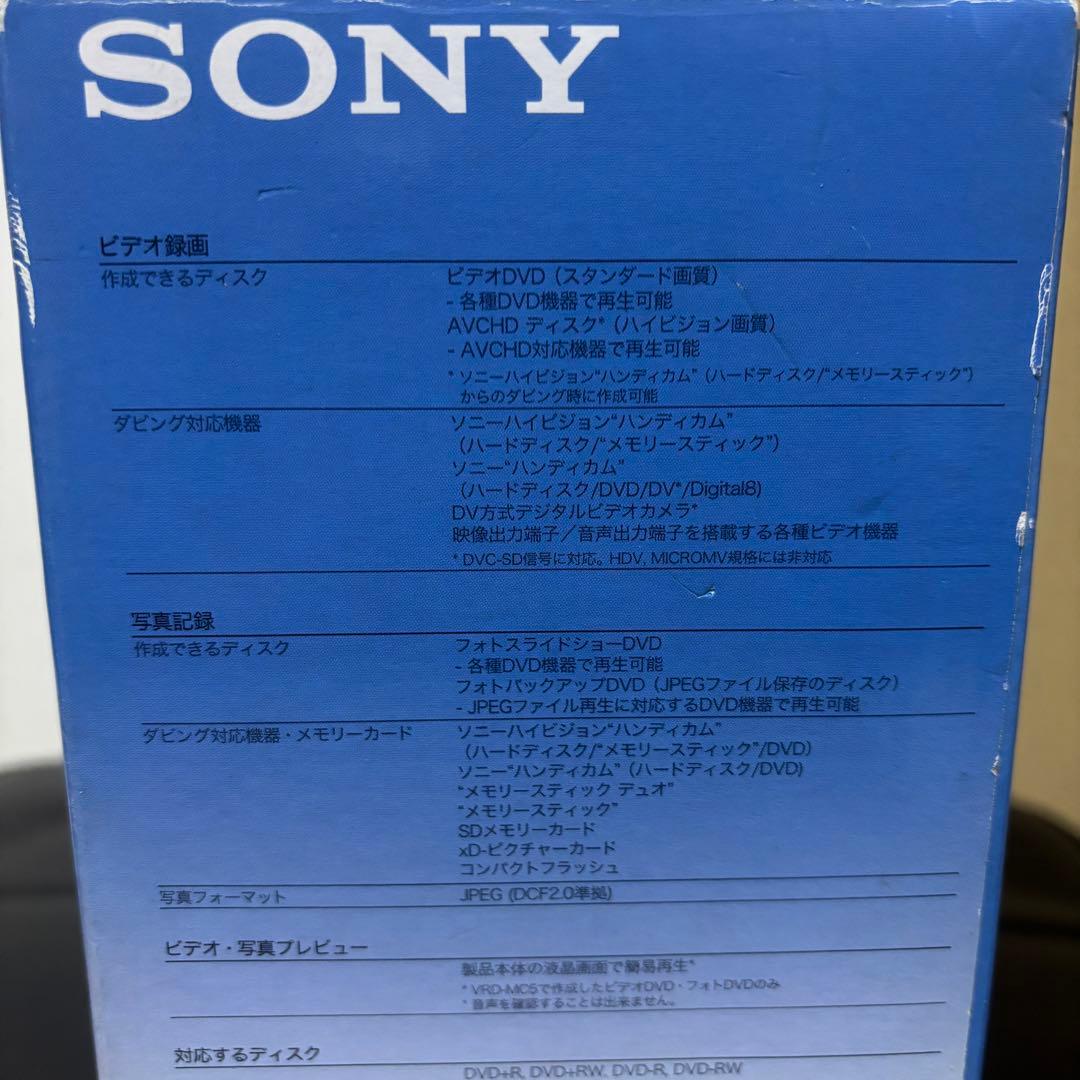 SONY
ビデオ録画
作成できるディスク
ビデオDVD（スタンダード画質）
- 各種DVD機器で再生可能
AVCHD ディスク*（ハイビジョン画質）
- AVCHD対応機器で再生可能
* ソニーハイビジョン“ハンディカム”（ハードディスク/“メモリースティック”）
からのダビング時に作成可能
ダビング対応機器
ソニーハイビジョン“ハンディカム”
（ハードディスク/“メモリースティック”）
ソニー“ハンディカム”
（ハードディスク/DVD/DV*/Digital8)
DV方式デジタルビデオカメラ*
映像出力端子／音声出力端子を搭載する各種ビデオ機器
* DVC-SD信号に対応。HDV, MICROMV規格には非対応
写真記録
作成できるディスク
フォトスライドショーDVD
- 各種DVD機器で再生可能
フォトバックアップDVD（JPEGファイル保存のディスク）
- JPEGファイル再生に対応するDVD機器で再生可能
ダビング対応機器・メモリーカード
ソニーハイビジョン“ハンディカム”
（ハードディスク/“メモリースティック”/DVD）
ソニー“ハンディカム”（ハードディスク/DVD)
“メモリースティック デュオ”
“メモリースティック”
SDメモリーカード
xD-ピクチャーカード
コンパクトフラッシュ
写真フォーマット
JPEG (DCF2.0準拠)
ビデオ・写真プレビュー
製品本体の液晶画面で簡易再生*
* VRD-MC5で作成したビデオDVD・フォトDVDのみ
* 音声を確認することは出来ません。
対応するディスク
DVD+R, DVD+RW, DVD-R, DVD-RW